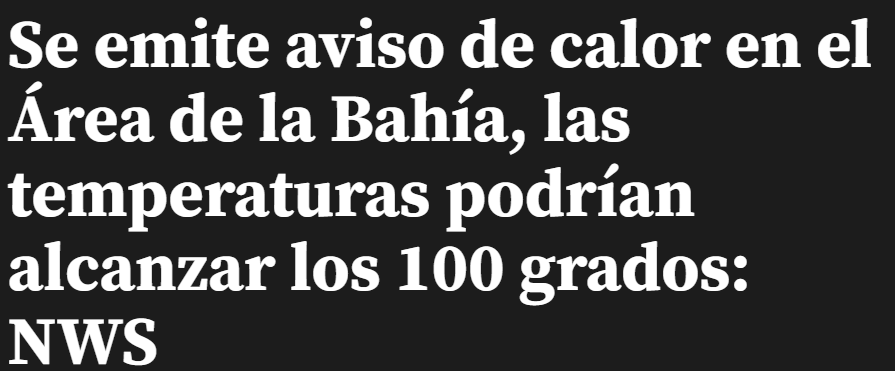 Se emite aviso de calor en el
Área de la Bahía, las
temperaturas podrían
alcanzar los 100 grados:
NWS